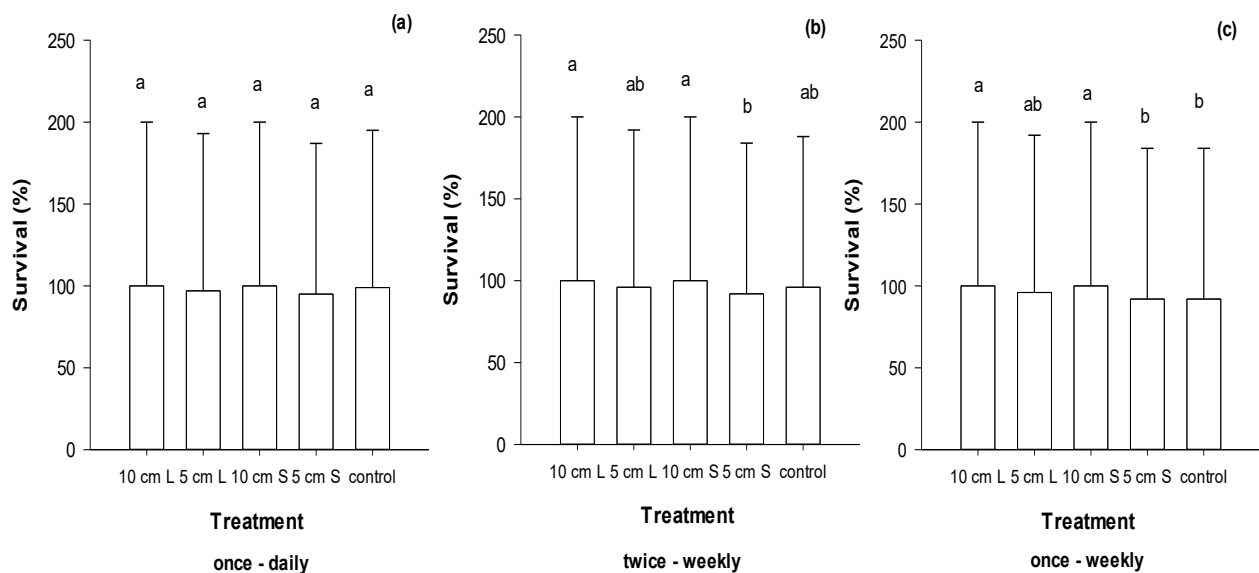 (a)
250
200
150
100
50
0
Survival (%)
a a a a a
10 cm L 5 cm L 10 cm S 5 cm S control
Treatment
once - daily
(b)
250
200
150
100
50
0
Survival (%)
a ab a b ab
10 cm L 5 cm L 10 cm S 5 cm S control
Treatment
twice - weekly
(c)
250
200
150
100
50
0
Survival (%)
a ab a b b
10 cm L 5 cm L 10 cm S 5 cm S control
Treatment
once - weekly